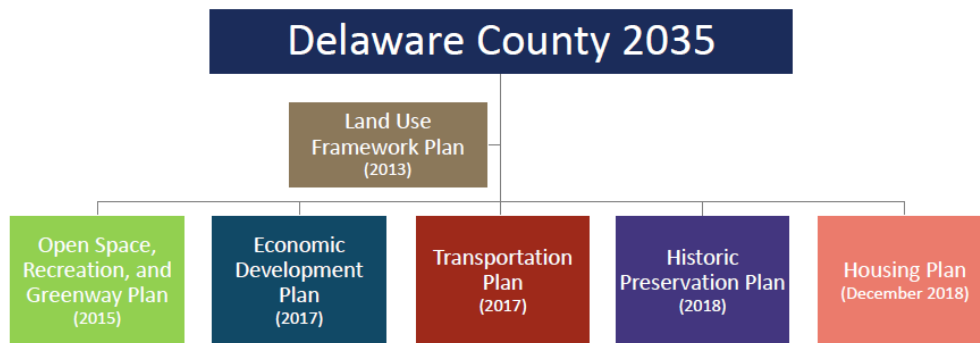 Delaware County 2035
Land Use
Framework Plan
(2013)
Open Space,
Recreation, and
Greenway Plan
(2015)
Economic
Development
Plan
(2017)
Transportation
Plan
(2017)
Historic
Preservation Plan
(2018)
Housing Plan
(December 2018)